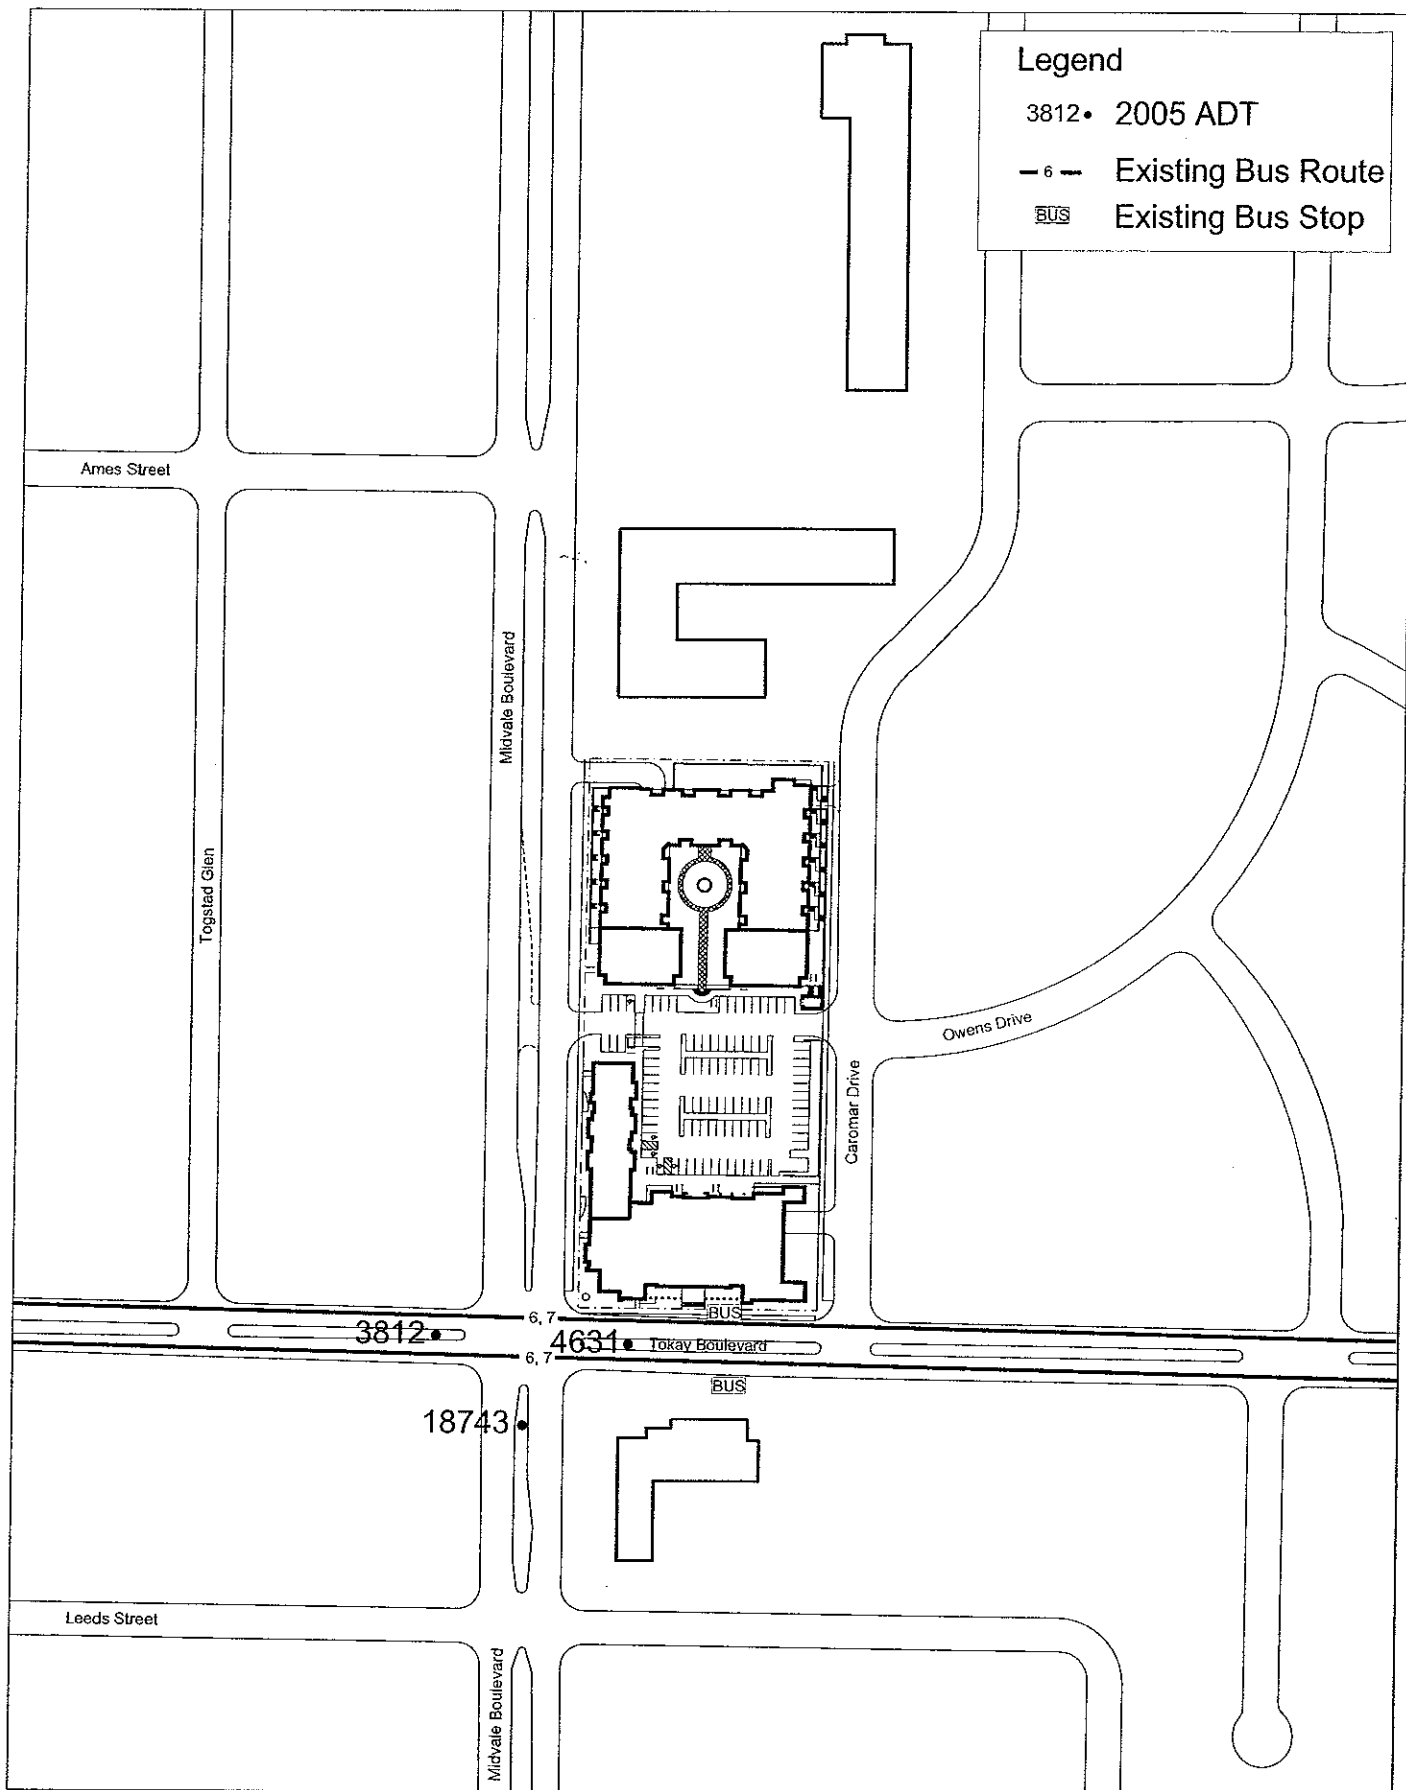 Legend
3812• 2005 ADT
6 Existing Bus Route
BUS Existing Bus Stop
Ames Street
Midvale Boulevard
Togstad Glen
Owens Drive
Caromar Drive
BUS
6, 7
3812
4631
Tokay Boulevard
6, 7
BUS
18743
Leeds Street
Midvale Boulevard